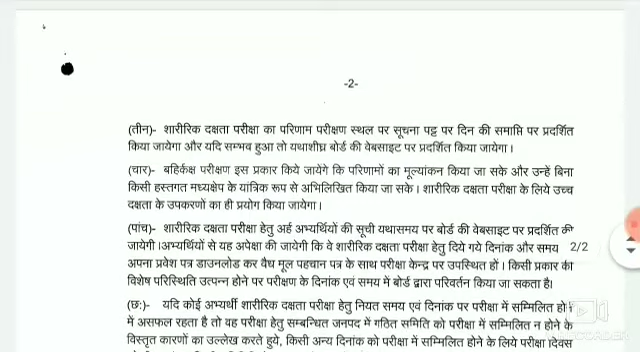 -2-
(तीन)- शारीरिक दक्षता परीक्षा का परिणाम परीक्षण स्थल पर सूचना पट्ट पर दिन की समाप्ति पर प्रदर्शित
किया जायेगा और यदि सम्भव हुआ तो यथाशीघ्र बोर्ड की वेबसाइट पर प्रदर्शित किया जायेगा।
(चार)- बहिर्कक्ष परीक्षण इस प्रकार किये जायेंगे कि परिणामों का मूल्यांकन किया जा सके और उन्हें बिना
किसी हस्तगत मध्यक्षेप के यांत्रिक रूप से अभिलिखित किया जा सके। शारीरिक दक्षता परीक्षा के लिये उच्च
दक्षता के उपकरणों का ही प्रयोग किया जायेगा।
(पांच)- शारीरिक दक्षता परीक्षा हेतु अर्ह अभ्यर्थियों की सूची यथासमय पर बोर्ड की वेबसाइट पर प्रदर्शित की
जायेगी।अभ्यर्थियों से यह अपेक्षा की जायेगी कि वे शारीरिक दक्षता परीक्षा हेतु दिये गये दिनांक और समय
2/2
अपना प्रवेश पत्र डाउनलोड कर वैध मूल पहचान पत्र के साथ परीक्षा केन्द्र पर उपस्थित हों। किसी प्रकार की
विशेष परिस्थिति उत्पन्न होने पर परीक्षण के दिनांक एवं समय में बोर्ड द्वारा परिवर्तन किया जा सकता है।
(छः)- यदि कोई अभ्यर्थी शारीरिक दक्षता परीक्षा हेतु नियत समय एवं दिनांक पर परीक्षा में सम्मिलित होने
में असफल रहता है तो वह परीक्षा हेतु सम्बन्धित जनपद में गठित समिति को परीक्षा में सम्मिलित न होने के
विस्तृत कारणों का उल्लेख करते हुये, किसी अन्य दिनांक को परीक्षा में सम्मिलित होने के लिये परीक्षा दिवस